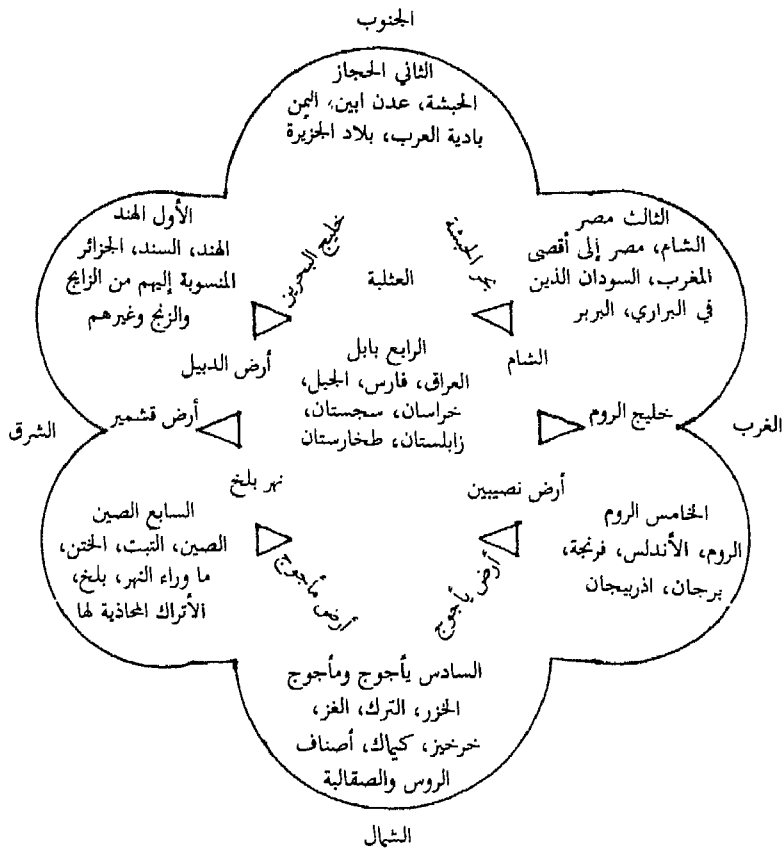 الجنوب
الثاني الحجاز
الحبشة، عدن ابين، اليمن
بادية العرب، بلاد الجزيرة
الأول الهند
الهند، السند، الجزائر
المنسوبة إليهم من الزابج
والزنج وغيرهم
خليج البحرين
بحر الحبشة
الثالث مصر
الشام، مصر إلى أقصى
المغرب، السودان الذين
في البراري، البربر
العثلبة
أرض الدبيل
الرابع بابل
العراق، فارس، الجبل،
خراسان، سجستان،
زابلستان، طخارستان
الشام
الشرق
أرض قشمير
خليج الروم
الغرب
نهر بلخ
أرض نصيبين
السابع الصين
الصين، التبت، الختن،
ما وراء النهر، بلخ،
الأتراك المحاذية لها
أرض مأجوج
أرض يأجوج
الخامس الروم
الروم، الأندلس، فرنجة،
برجان، اذربيجان
السادس يأجوج ومأجوج
الخزر، الترك، الغز،
خرخيز، كيماك، أصناف
الروس والصقالبة
الشمال